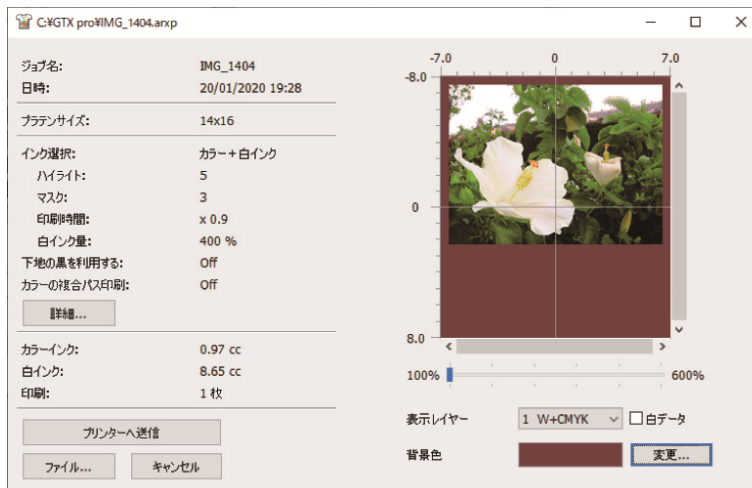 C:¥GTX pro¥IMG_1404.arxp
ジョブ名: IMG_1404
日時: 20/01/2020 19:28
プラテンサイズ: 14x16
インク選択: カラー+白インク
ハイライト: 5
マスク: 3
印刷時間: x 0.9
白インク量: 400 %
下地の黒を利用する: Off
カラーの複合パス印刷: Off
詳細...
カラーインク: 0.97 cc
白インク: 8.65 cc
印刷: 1 枚
プリンターへ送信
ファイル... キャンセル
-7.0 0 7.0
-8.0
0
8.0
100% 600%
表示レイヤー 1 W+CMYK 白データ
背景色 変更...